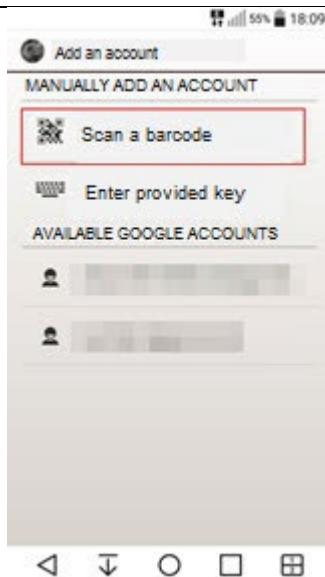 55% 18:09
Add an account
MANUALLY ADD AN ACCOUNT
Scan a barcode
Enter provided key
AVAILABLE GOOGLE ACCOUNTS